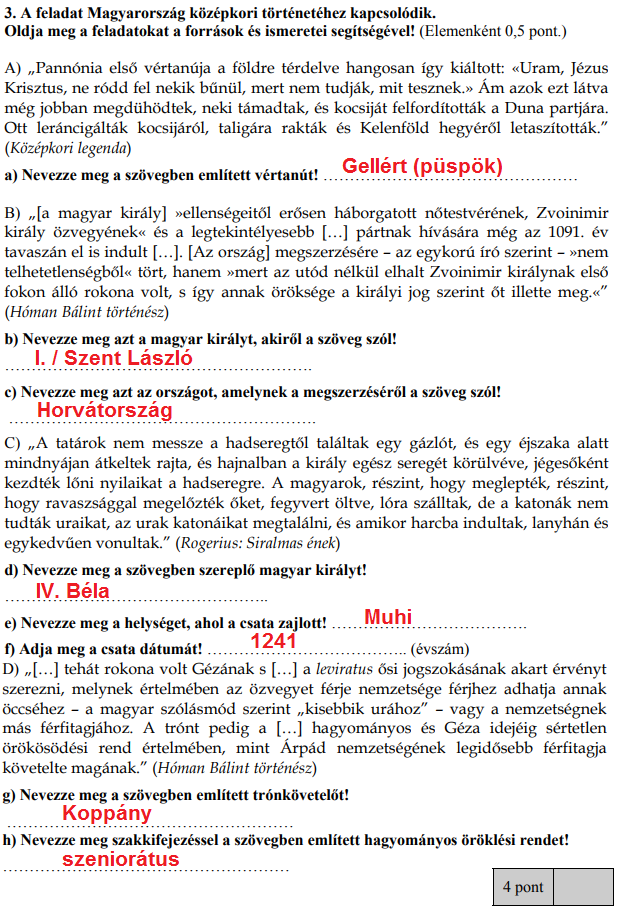 3. A feladat Magyarország középkori történetéhez kapcsolódik.
Oldja meg a feladatokat a források és ismeretei segítségével! (Elemenként 0,5 pont.)
A) „Pannónia első vértanúja a földre térdelve hangosan így kiáltott: «Uram, Jézus
Krisztus, ne ródd fel nekik bűnül, mert nem tudják, mit tesznek.» Ám azok ezt látva
még jobban megdühödtek, neki támadtak, és kocsiját felfordították a Duna partjára.
Ott leráncigálták kocsijáról, taligára rakták és Kelenföld hegyéről letaszították.”
(Középkori legenda)
a) Nevezze meg a szövegben említett vértanút! Gellért (püspök)
B) „[a magyar király] »ellenségeitől erősen háborgatott nőtestvérének, Zvoinimir
király özvegyének« és a legtekintélyesebb […] pártnak hívására még az 1091. év
tavaszán el is indult […]. [Az ország] megszerzésére – az egykorú író szerint – »nem
telhetetlenségből« tört, hanem »mert az utód nélkül elhalt Zvoinimir királynak első
fokon álló rokona volt, s így annak öröksége a királyi jog szerint őt illette meg.«”
(Hóman Bálint történész)
b) Nevezze meg azt a magyar királyt, akiről a szöveg szól!
I. / Szent László
c) Nevezze meg azt az országot, amelynek a megszerzéséről a szöveg szól!
Horvátország
C) „A tatárok nem messze a hadseregtől találtak egy gázlót, és egy éjszaka alatt
mindnyájan átkeltek rajta, és hajnalban a király egész seregét körülvéve, jégesőként
kezdték lőni nyilaikat a hadseregre. A magyarok, részint, hogy meglepték, részint,
hogy ravaszsággal megelőzték őket, fegyvert öltve, lóra szálltak, de a katonák nem
tudták uraikat, az urak katonáikat megtalálni, és amikor harcba indultak, lanyhán és
egykedvűen vonultak.” (Rogerius: Siralmas ének)
d) Nevezze meg a szövegben szereplő magyar királyt!
IV. Béla
e) Nevezze meg a helységet, ahol a csata zajlott! Muhi
f) Adja meg a csata dátumát! 1241 (évszám)
D) „[…] tehát rokona volt Gézának s […] a leviratus ősi jogszokásának akart érvényt
szerezni, melynek értelmében az özvegyet férje nemzetsége férjhez adhatja annak
öccséhez – a magyar szólásmód szerint „kisebbik urához” – vagy a nemzetségnek
más férfitagjához. A trónt pedig a […] hagyományos és Géza idejéig sértetlen
örökösödési rend értelmében, mint Árpád nemzetségének legidősebb férfitagja
követelte magának.” (Hóman Bálint történész)
g) Nevezze meg a szövegben említett trónkövetelőt!
Koppány
h) Nevezze meg szakkifejezéssel a szövegben említett hagyományos öröklési rendet!
szeniorátus
4 pont